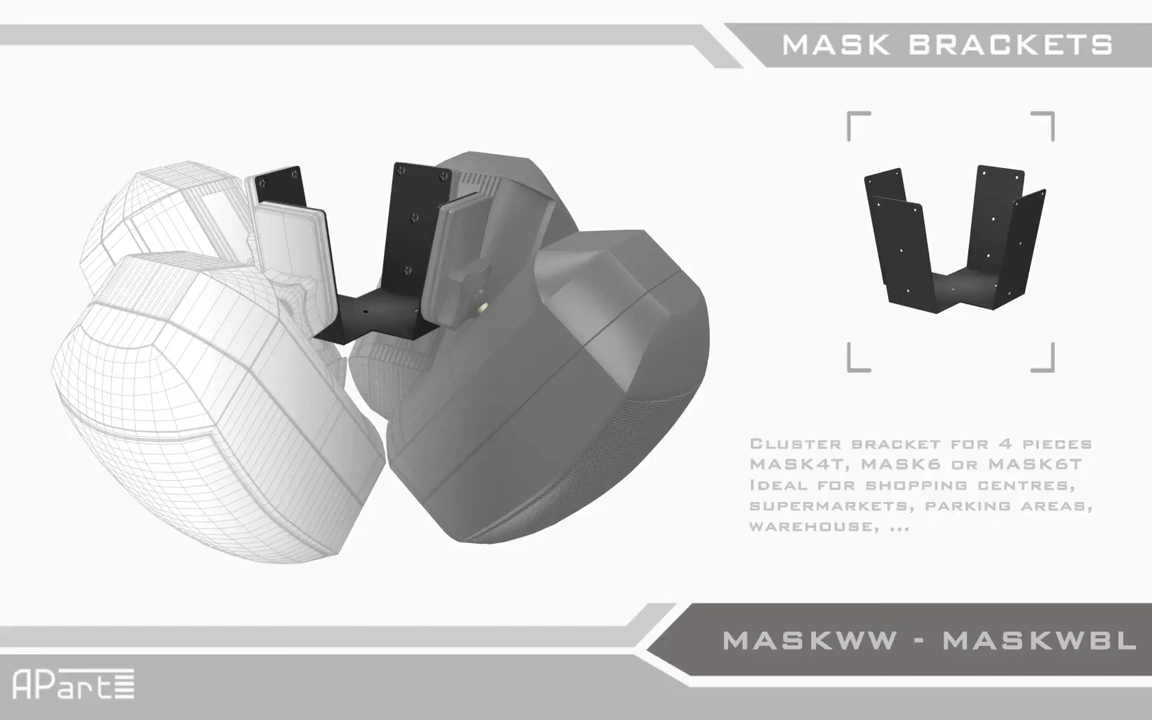 MASK BRACKETS
CLUSTER BRACKET FOR 4 PIECES
MASK4T, MASK6 OR MASK6T
IDEAL FOR SHOPPING CENTRES,
SUPERMARKETS, PARKING AREAS,
WAREHOUSE, ...
MASKWW - MASKWBL
APart